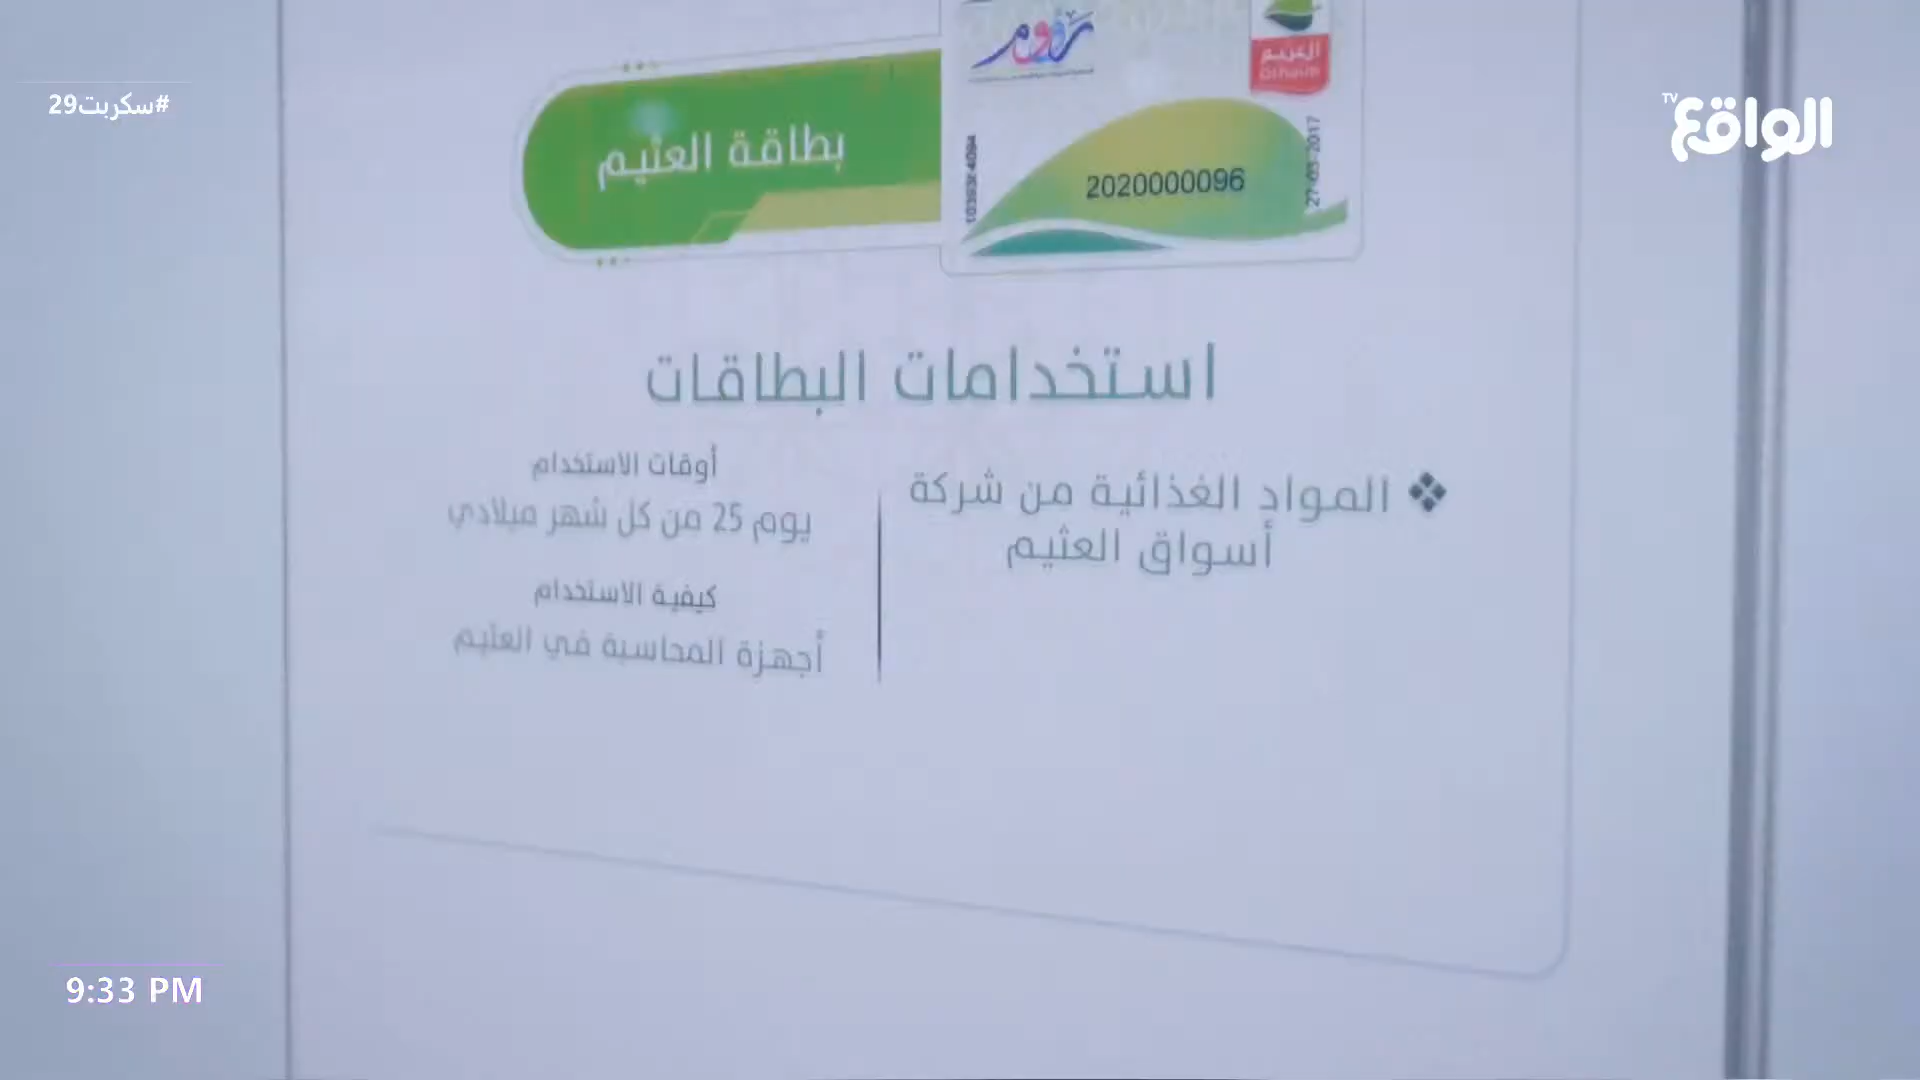 #سكربت29
الواقع TV
العثيم
Othaim
بطاقة العثيم
2020000096
27-05-2017
استخدامات البطاقات
المواد الغذائية من شركة
أسواق العثيم
أوقات الاستخدام
يوم 25 من كل شهر ميلادي
كيفية الاستخدام
أجهزة المحاسبة في العثيم
9:33 PM